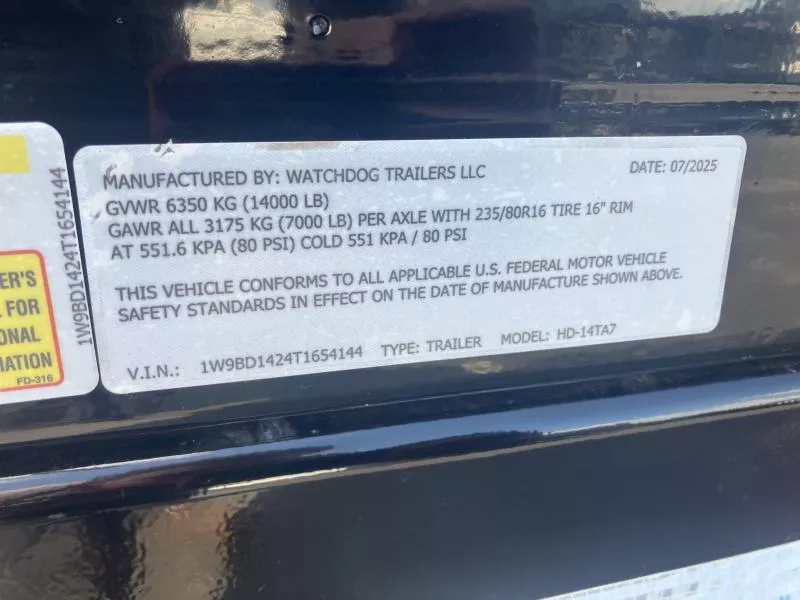 MANUFACTURED BY: WATCHDOG TRAILERS LLC
DATE: 07/2025
GVWR 6350 KG (14000 LB)
GAWR ALL 3175 KG (7000 LB) PER AXLE WITH 235/80R16 TIRE 16" RIM
AT 551.6 KPA (80 PSI) COLD 551 KPA / 80 PSI
THIS VEHICLE CONFORMS TO ALL APPLICABLE U.S. FEDERAL MOTOR VEHICLE
SAFETY STANDARDS IN EFFECT ON THE DATE OF MANUFACTURE SHOWN ABOVE.
V.I.N.: 1W9BD1424T1654144 TYPE: TRAILER MODEL: HD-14TA7
1W9BD1424T1654144
ER'S
FOR
ONAL
MATION
FD-316